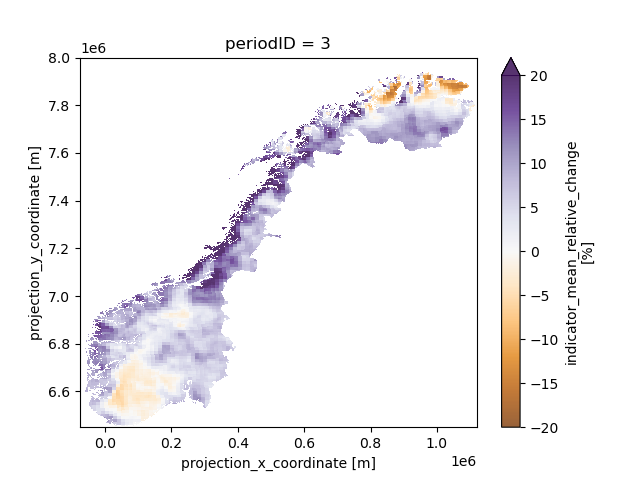 periodID = 3
1e6
8.0
7.8
7.6
7.4
7.2
7.0
6.8
6.6
projection_y_coordinate [m]
0.0 0.2 0.4 0.6 0.8 1.0
1e6
projection_x_coordinate [m]
20
15
10
5
0
−5
−10
−15
−20
indicator_mean_relative_change
[%]